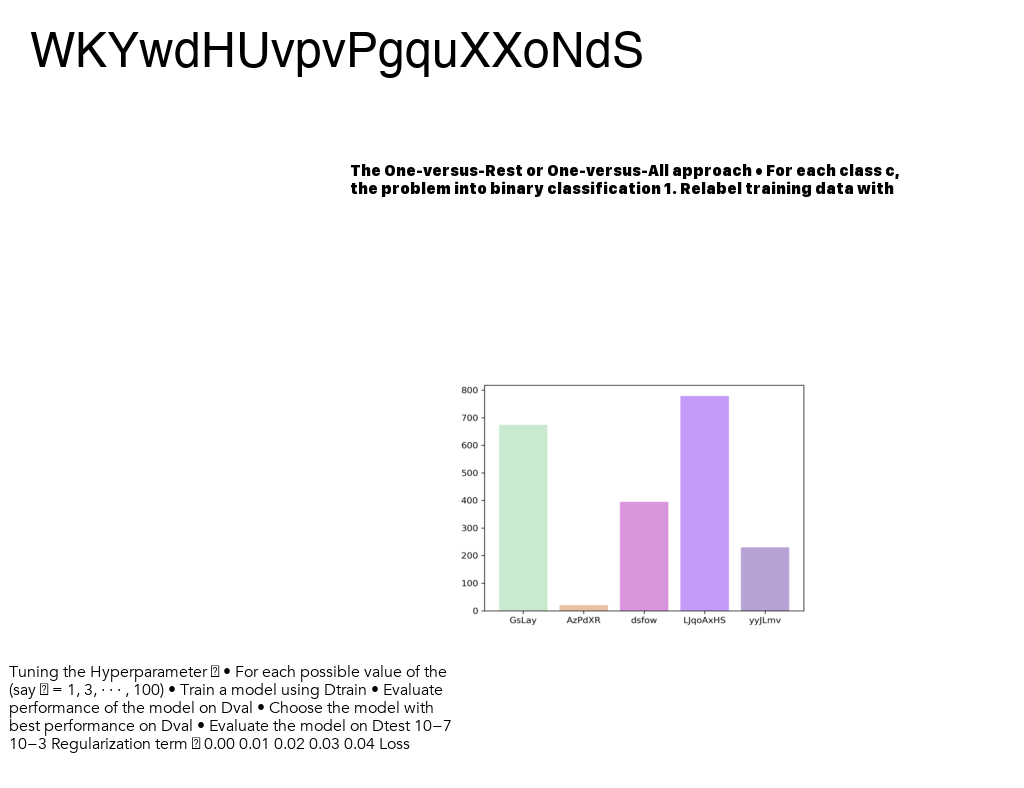 WKYwdHUvpvPgquXXoNdS
The One-versus-Rest or One-versus-All approach • For each class c,
the problem into binary classification 1. Relabel training data with
800
700
600
500
400
300
200
100
0
GsLay AzPdXR dsfow LJqoAxHS yyJLmv
Tuning the Hyperparameter • For each possible value of the
(say = 1, 3, · · · , 100) • Train a model using Dtrain • Evaluate
performance of the model on Dval • Choose the model with
best performance on Dval • Evaluate the model on Dtest 10−7
10−3 Regularization term 0.00 0.01 0.02 0.03 0.04 Loss